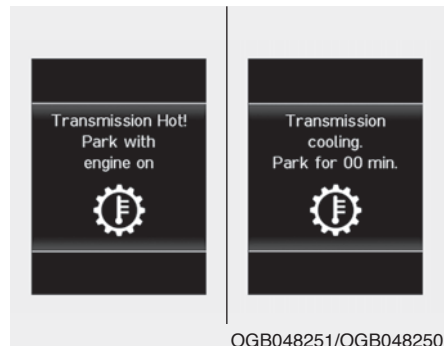 Transmission Hot!
Park with
engine on
Transmission
cooling.
Park for 00 min.
OGB048251/OGB048250